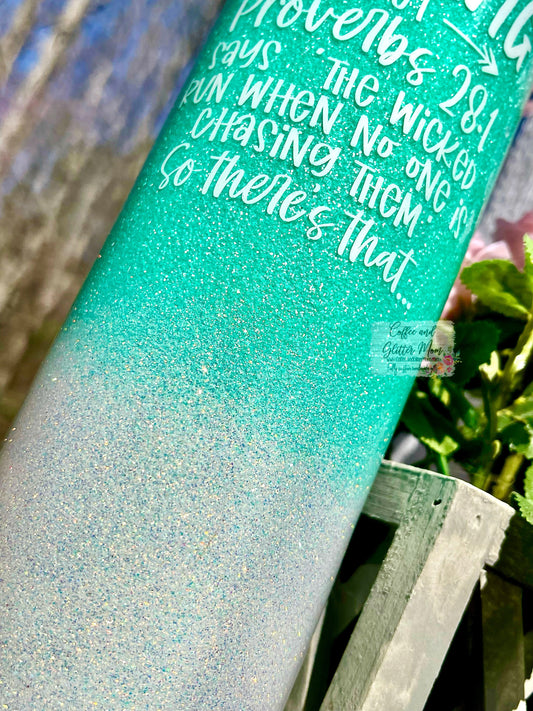 Proverbs 28:1
says "The wicked
run when no one is
chasing them"
So there's that...
Coffee and
Glitter Mom